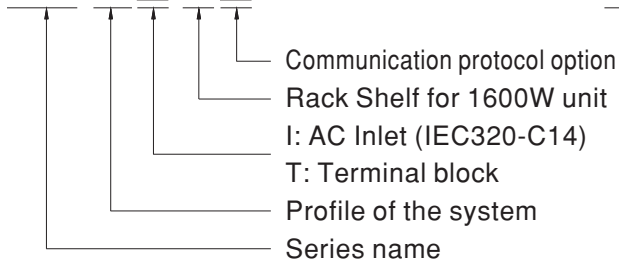 Communication protocol option
Rack Shelf for 1600W unit
I: AC Inlet (IEC320-C14)
T: Terminal block
Profile of the system
Series name